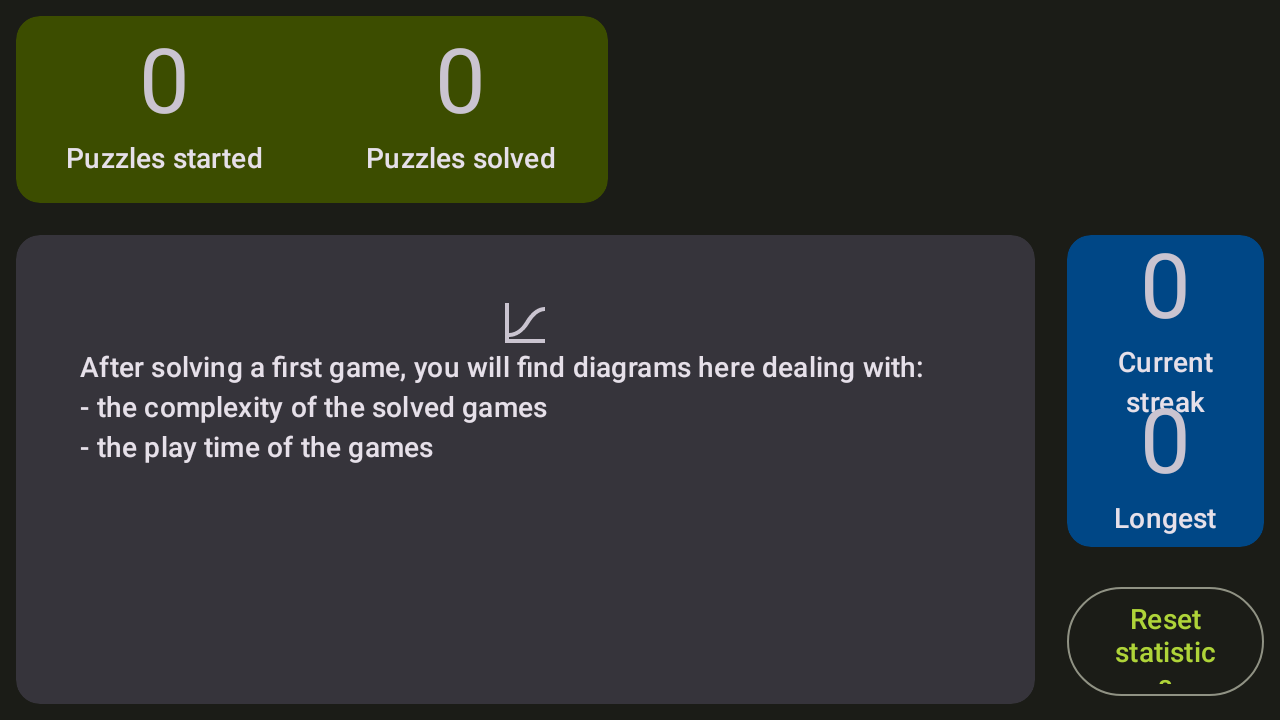 0
Puzzles started
0
Puzzles solved
After solving a first game, you will find diagrams here dealing with:
- the complexity of the solved games
- the play time of the games
0
Current
streak
0
Longest
Reset
statistic
s